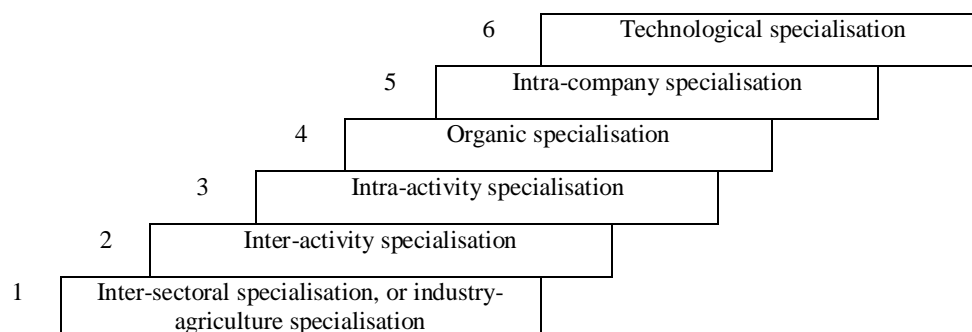 6 Technological specialisation
5 Intra-company specialisation
4 Organic specialisation
3 Intra-activity specialisation
2 Inter-activity specialisation
1 Inter-sectoral specialisation, or industry-
agriculture specialisation